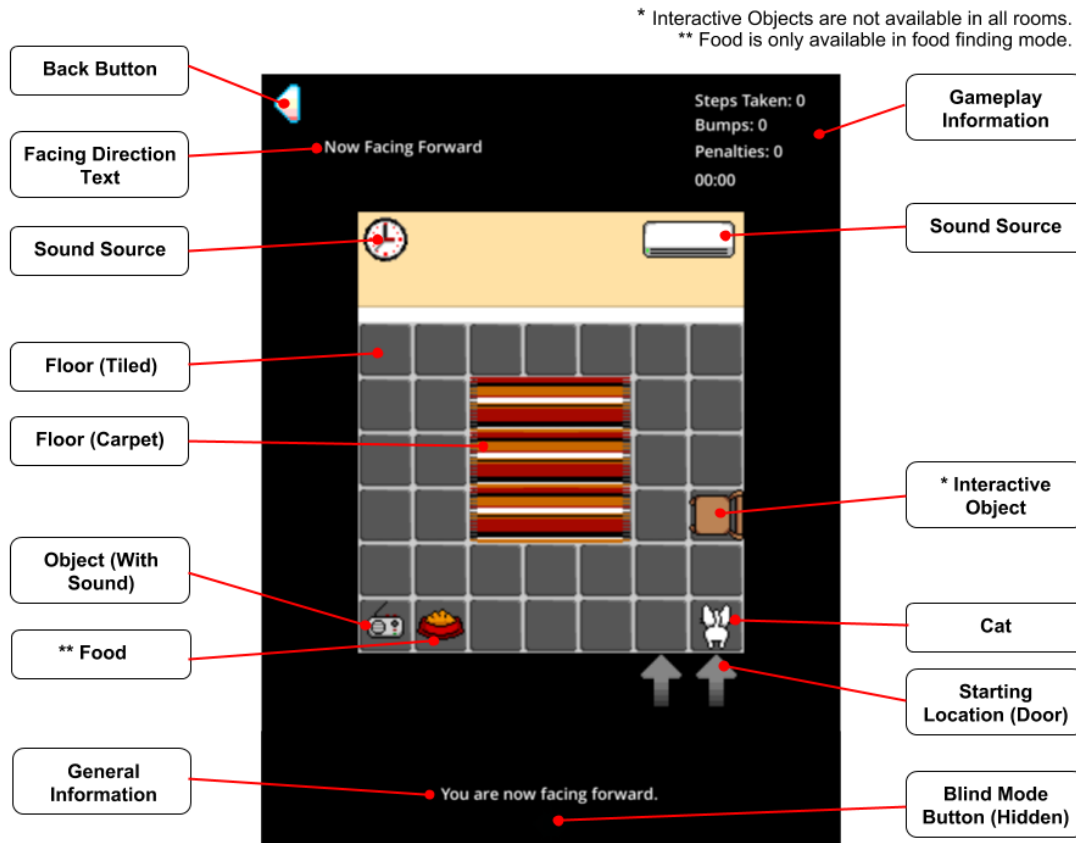 * Interactive Objects are not available in all rooms.
** Food is only available in food finding mode.
Back Button
Facing Direction
Text
Sound Source
Floor (Tiled)
Floor (Carpet)
Object (With
Sound)
** Food
General
Information
Now Facing Forward
Steps Taken: 0
Bumps: 0
Penalties: 0
00:00
You are now facing forward.
Gameplay
Information
Sound Source
* Interactive
Object
Cat
Starting
Location (Door)
Blind Mode
Button (Hidden)